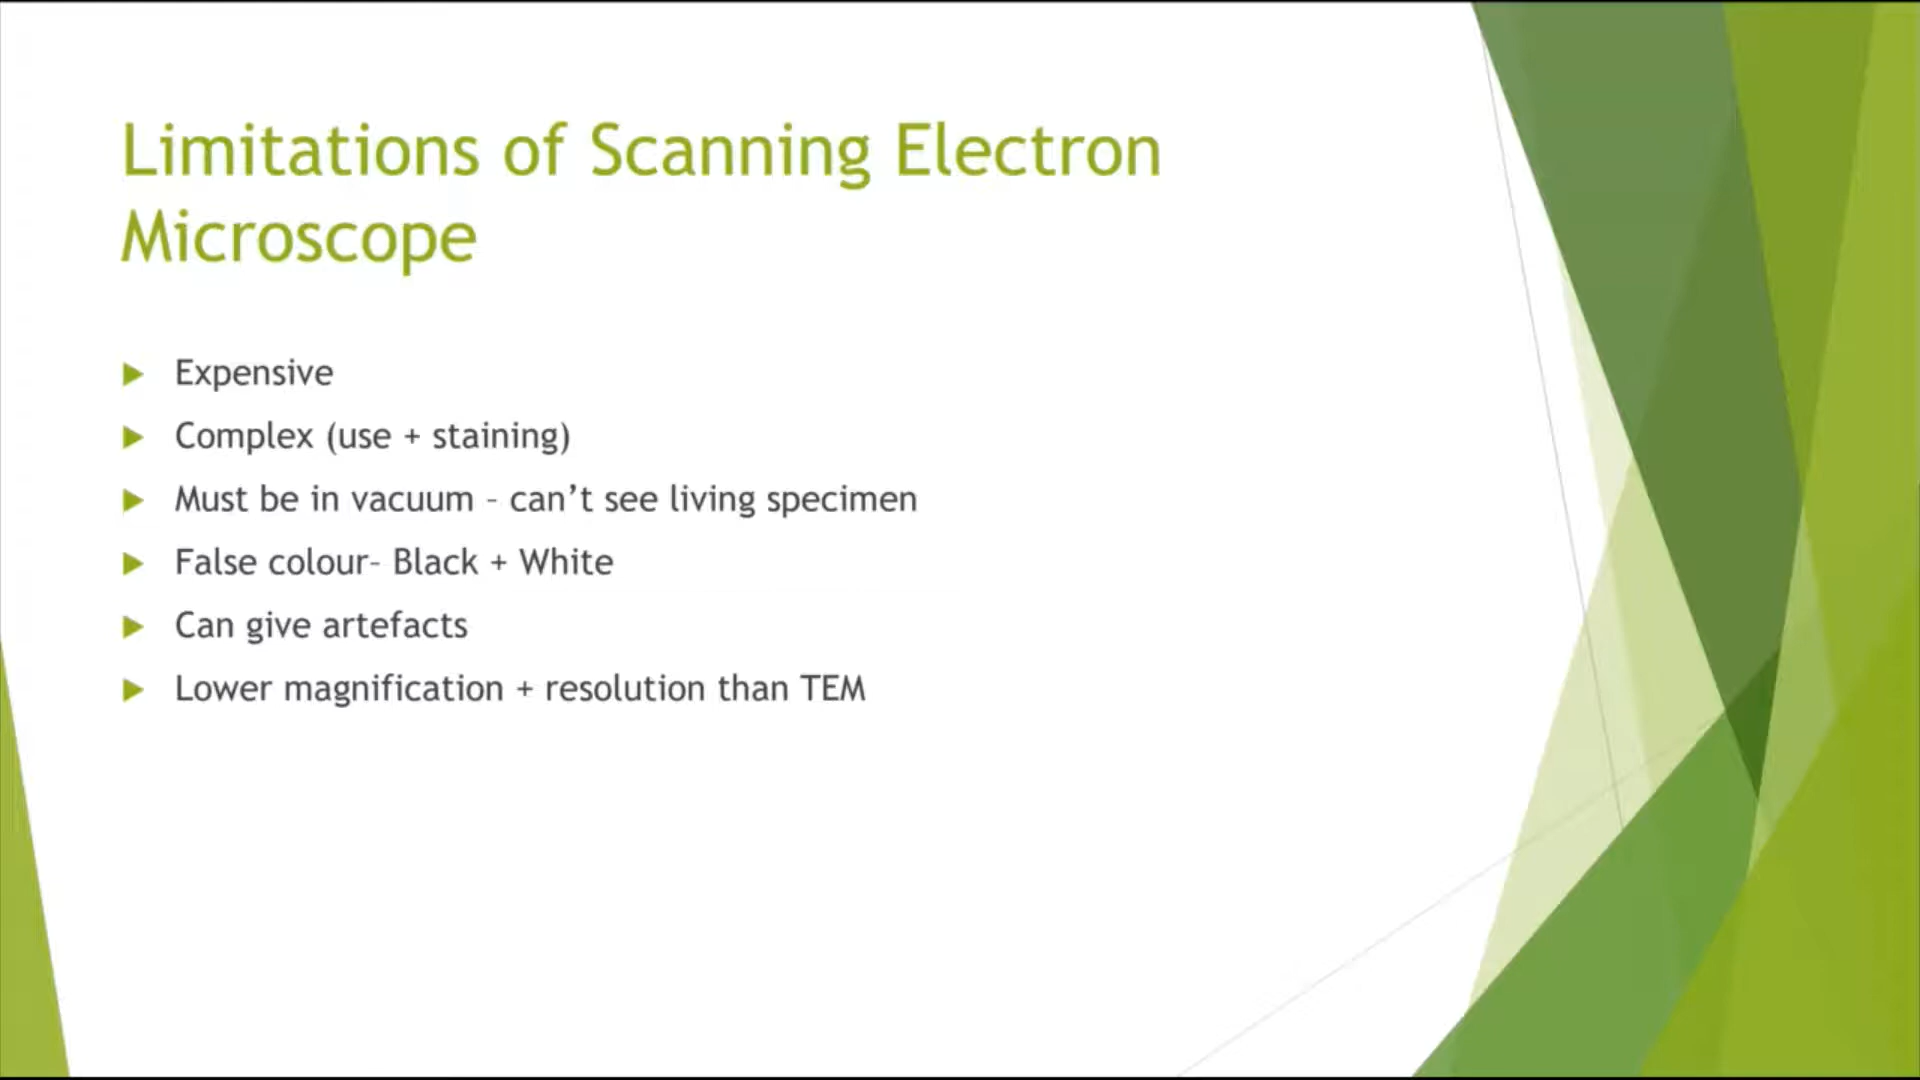 Limitations of Scanning Electron
Microscope
Expensive
Complex (use + staining)
Must be in vacuum – can’t see living specimen
False colour– Black + White
Can give artefacts
Lower magnification + resolution than TEM